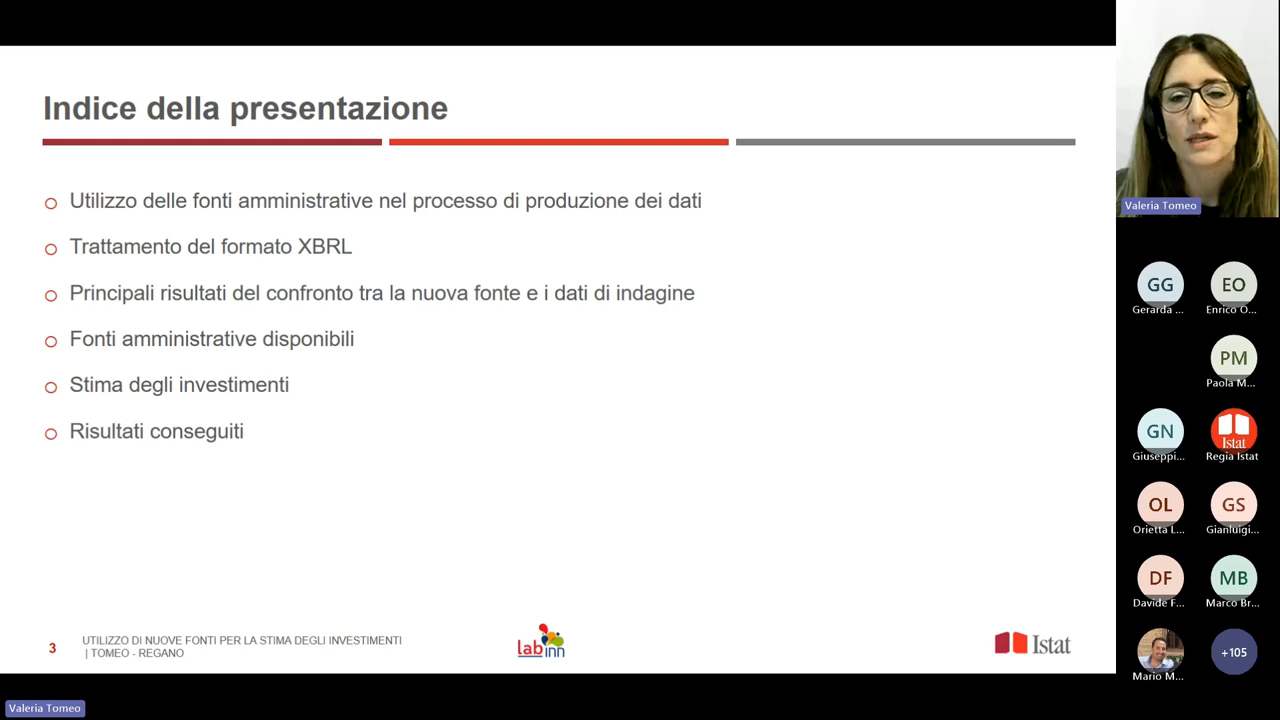 Indice della presentazione
Utilizzo delle fonti amministrative nel processo di produzione dei dati
Trattamento del formato XBRL
Principali risultati del confronto tra la nuova fonte e i dati di indagine
Fonti amministrative disponibili
Stima degli investimenti
Risultati conseguiti
3
UTILIZZO DI NUOVE FONTI PER LA STIMA DEGLI INVESTIMENTI
| TOMEO - REGANO
lab inn
Istat
Valeria Tomeo
GG
Gerarda ...
EO
Enrico O...
PM
Paola M...
GN
Giuseppi...
Istat
Regia Istat
OL
Orietta L...
GS
Gianluigi...
DF
Davide F...
MB
Marco Br...
Mario M...
+105
Valeria Tomeo